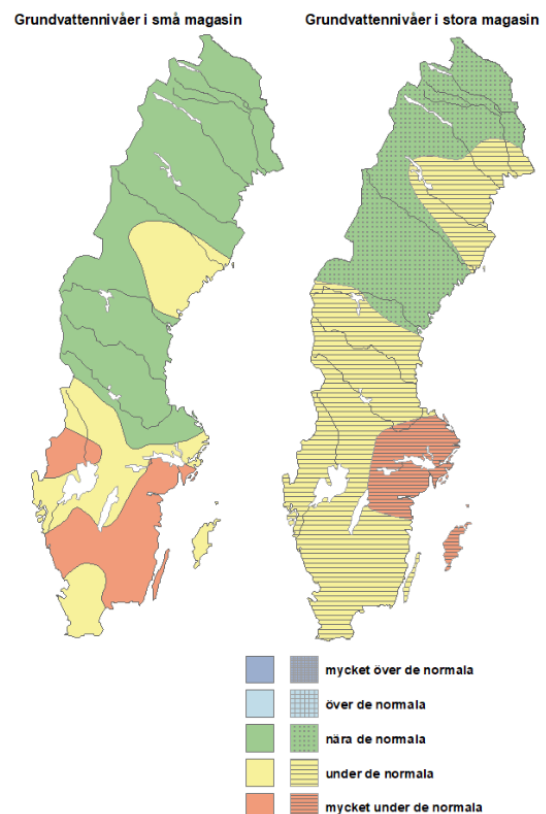 Grundvattennivåer i små magasin
Grundvattennivåer i stora magasin
mycket över de normala
över de normala
nära de normala
under de normala
mycket under de normala